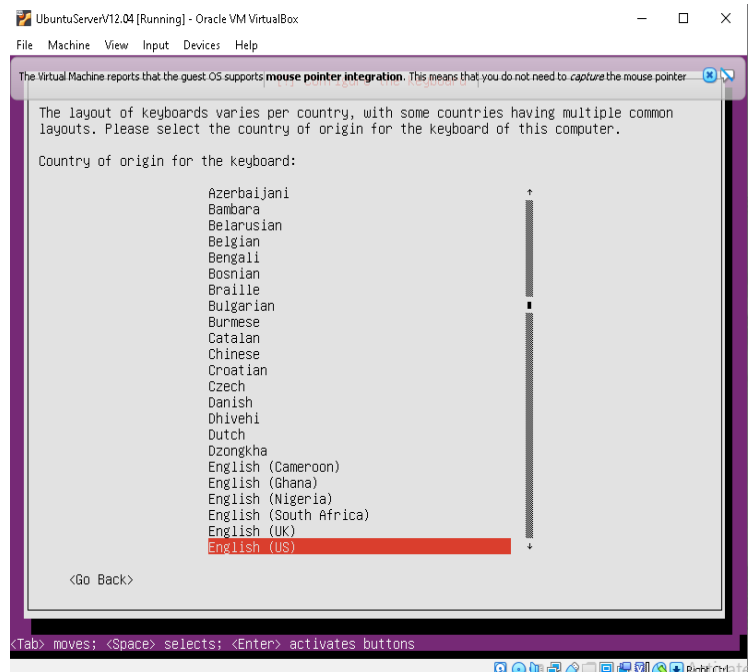 UbuntuServerV12.04 [Running] - Oracle VM VirtualBox
File Machine View Input Devices Help
The Virtual Machine reports that the guest OS supports mouse pointer integration. This means that you do not need to capture the mouse pointer
The layout of keyboards varies per country, with some countries having multiple common
layouts. Please select the country of origin for the keyboard of this computer.
Country of origin for the keyboard:
Azerbaijani
Bambara
Belarusian
Belgian
Bengali
Bosnian
Braille
Bulgarian
Burmese
Catalan
Chinese
Croatian
Czech
Danish
Dhivehi
Dutch
Dzongkha
English (Cameroon)
English (Ghana)
English (Nigeria)
English (South Africa)
English (UK)
English (US)
<Go Back>
<Tab> moves; <Space> selects; <Enter> activates buttons
Right Ctrl